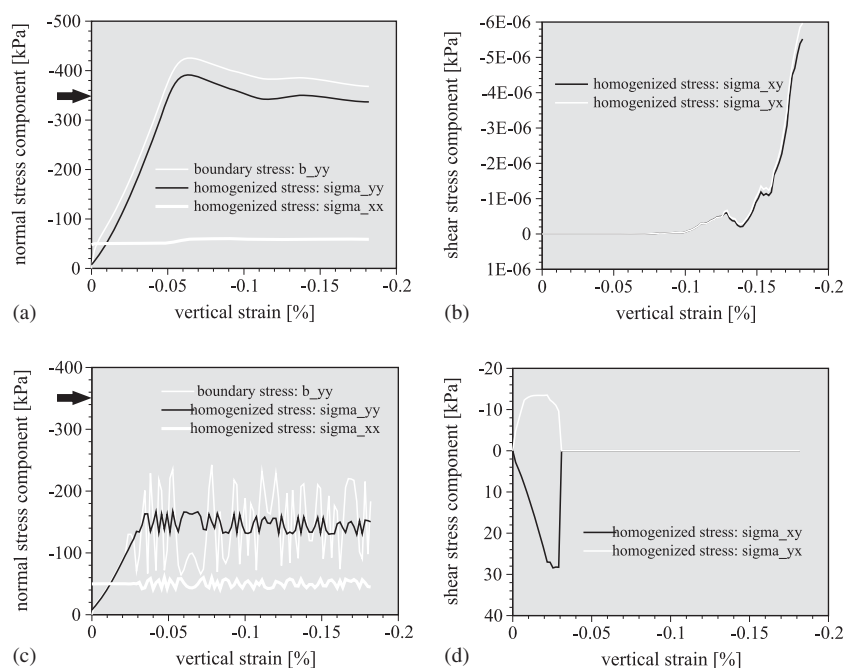 normal stress component [kPa]
-500
-400
-300
-200
-100
0
boundary stress: b_yy
homogenized stress: sigma_yy
homogenized stress: sigma_xx
0
-0.05
-0.1
-0.15
-0.2
vertical strain [%]
(a)
shear stress component [kPa]
-6E-06
-5E-06
-4E-06
-3E-06
-2E-06
-1E-06
0
1E-06
homogenized stress: sigma_xy
homogenized stress: sigma_yx
0
-0.05
-0.1
-0.15
-0.2
vertical strain [%]
(b)
normal stress component [kPa]
-400
-300
-200
-100
0
boundary stress: b_yy
homogenized stress: sigma_yy
homogenized stress: sigma_xx
0
-0.05
-0.1
-0.15
-0.2
vertical strain [%]
(c)
shear stress component [kPa]
-20
-10
0
10
20
30
40
homogenized stress: sigma_xy
homogenized stress: sigma_yx
0
-0.05
-0.1
-0.15
-0.2
vertical strain [%]
(d)